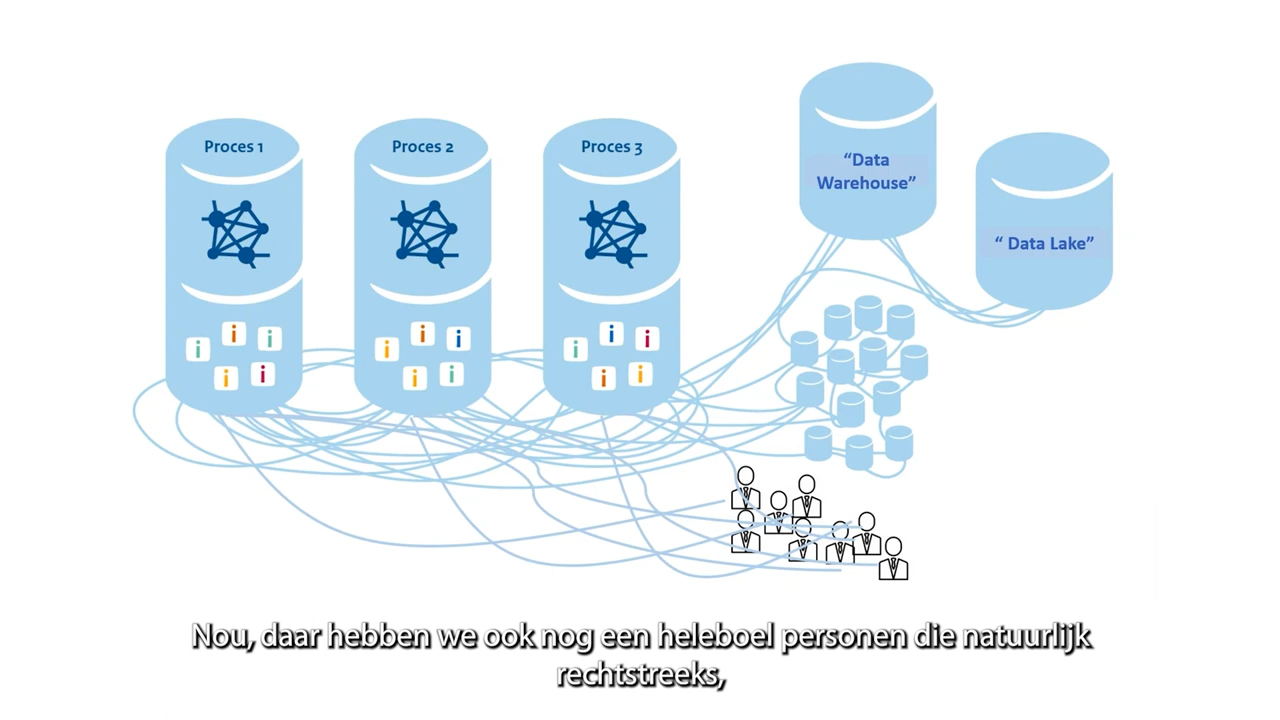 Proces 1
Proces 2
Proces 3
“Data
Warehouse”
“ Data Lake”
i i i i i
i i i i i
i i i i i
Nou, daar hebben we ook nog een heleboel personen die natuurlijk
rechtstreeks,